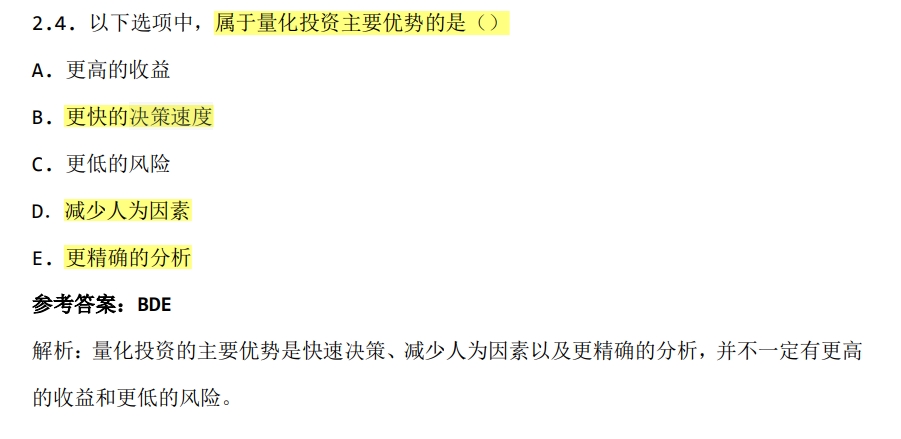 2.4. 以下选项中，属于量化投资主要优势的是（）
A. 更高的收益
B. 更快的决策速度
C. 更低的风险
D. 减少人为因素
E. 更精确的分析
参考答案：BDE
解析：量化投资的主要优势是快速决策、减少人为因素以及更精确的分析，并不一定有更高
的收益和更低的风险。